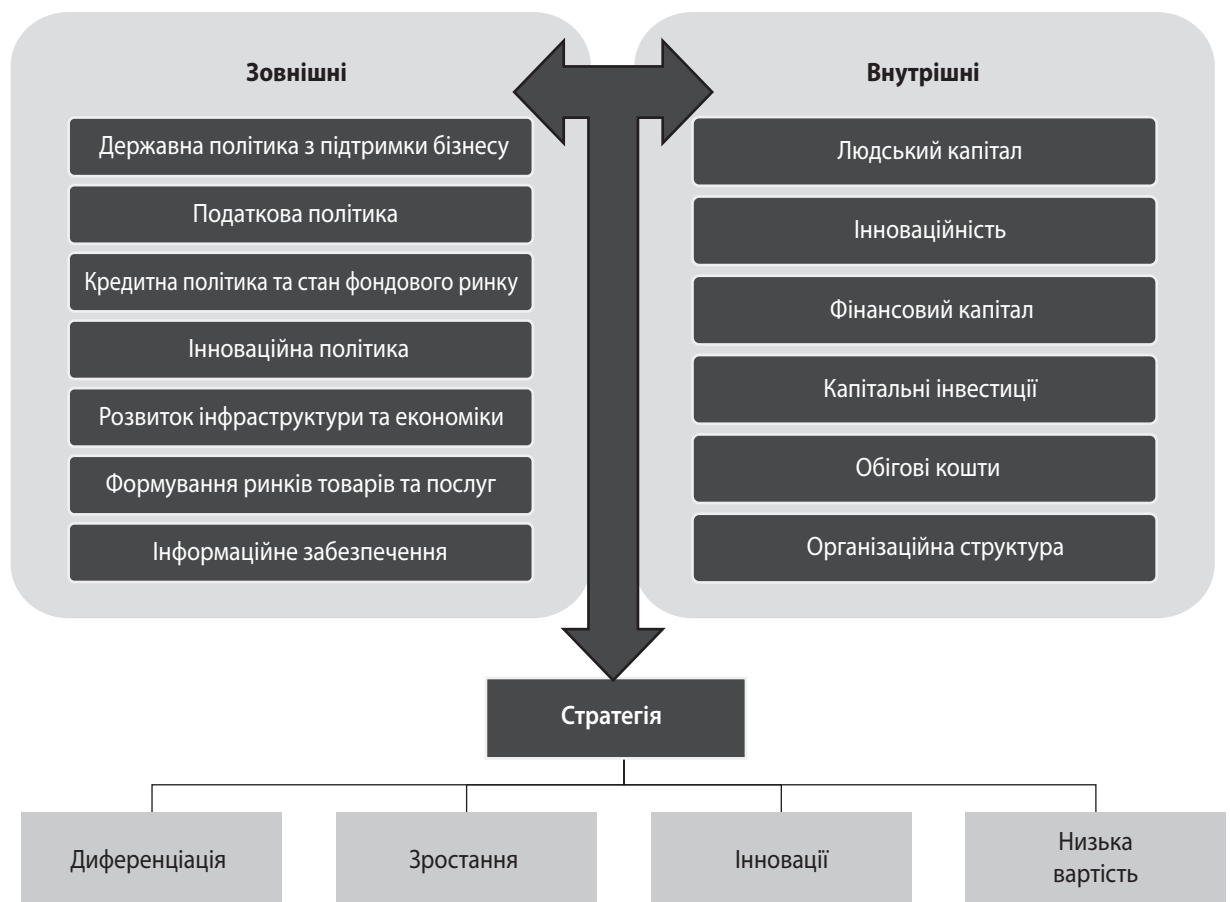 Зовнішні
Державна політика з підтримки бізнесу
Податкова політика
Кредитна політика та стан фондового ринку
Інноваційна політика
Розвиток інфраструктури та економіки
Формування ринків товарів та послуг
Інформаційне забезпечення
Внутрішні
Людський капітал
Інноваційність
Фінансовий капітал
Капітальні інвестиції
Обігові кошти
Організаційна структура
Стратегія
Диференціація
Зростання
Інновації
Низька
вартість